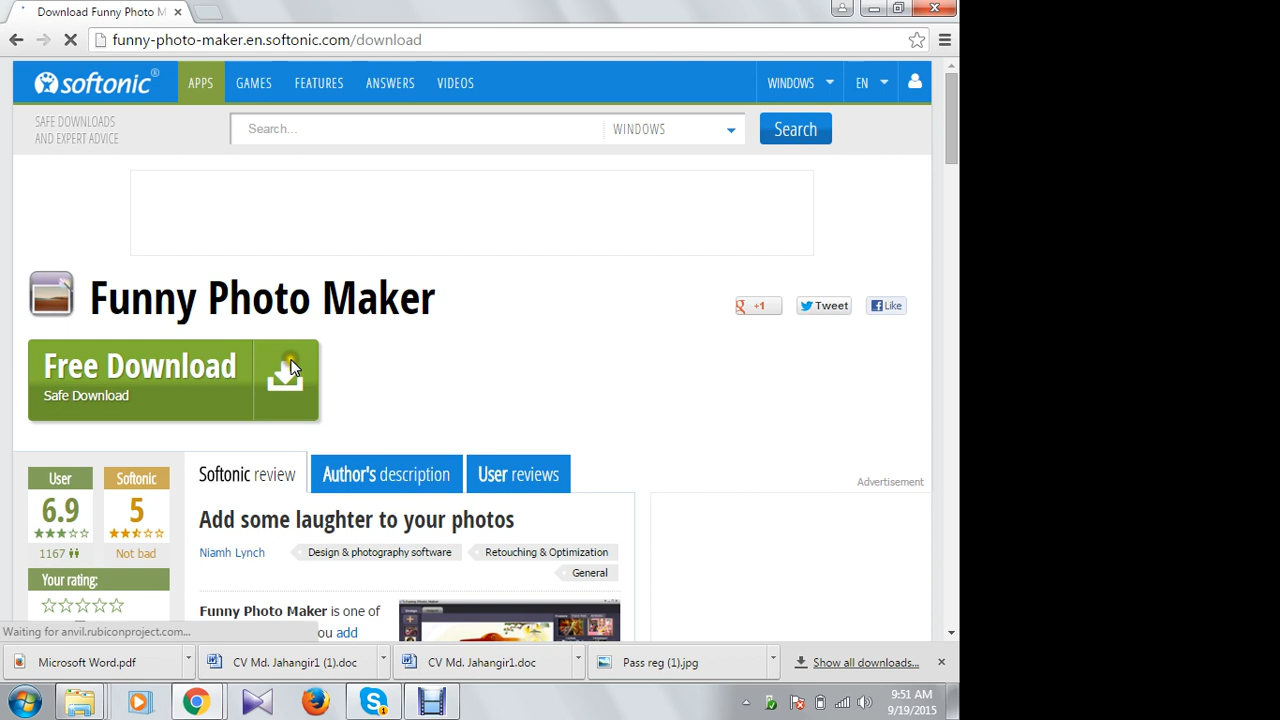 Download Funny Photo M
funny-photo-maker.en.softonic.com/download
softonic®
APPS
GAMES
FEATURES
ANSWERS
VIDEOS
WINDOWS
EN
SAFE DOWNLOADS
AND EXPERT ADVICE
Search...
WINDOWS
Search
Funny Photo Maker
+1
Tweet
Like
Free Download
Safe Download
User
6.9
1167
Softonic
5
Not bad
Your rating:
Softonic review
Author's description
User reviews
Advertisement
Add some laughter to your photos
Niamh Lynch
Design & photography software
Retouching & Optimization
General
Funny Photo Maker is one of
ou add
Waiting for anvil.rubiconproject.com...
Microsoft Word.pdf
CV Md. Jahangir1 (1).doc
CV Md. Jahangir1.doc
Pass reg (1).jpg
Show all downloads...
9:51 AM
9/19/2015